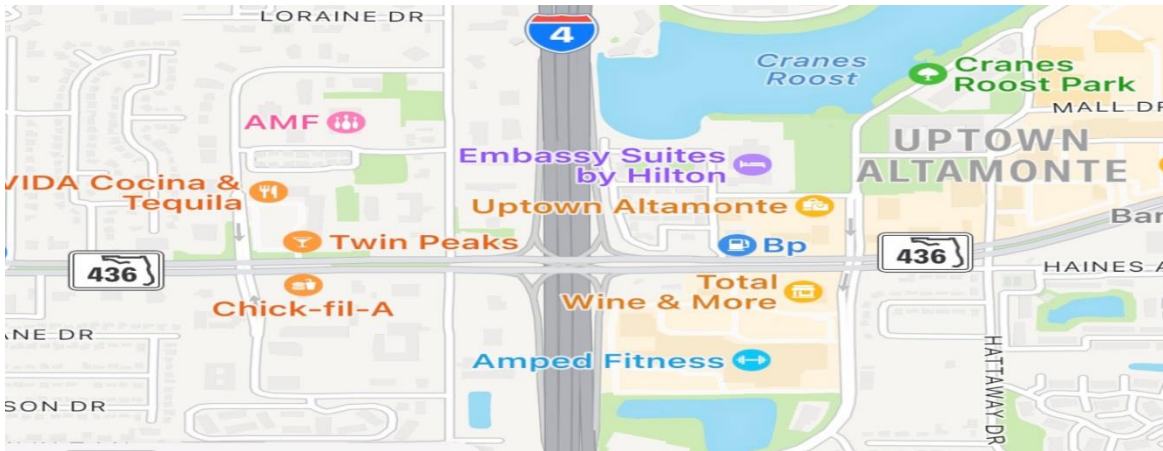 LORAINE DR
4
Cranes
Roost
Cranes
Roost Park
MALL DR
AMF
UPTOWN
ALTAMONTE
Embassy Suites
by Hilton
VIDA Cocina &
Tequila
Uptown Altamonte
Bar
Twin Peaks
Bp
436
436
HAINES A
Chick-fil-A
Total
Wine & More
ANE DR
Amped Fitness
HATTAWAY DR
SON DR